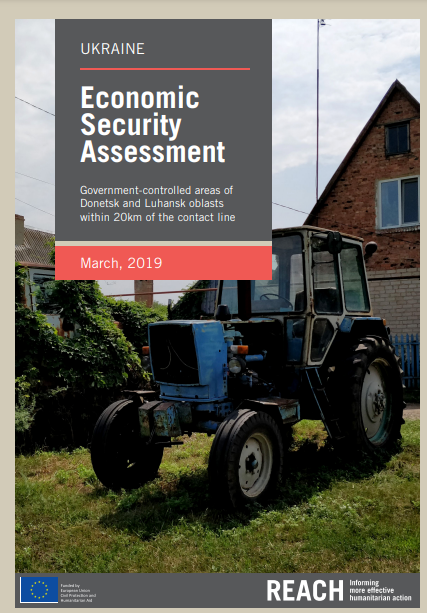 UKRAINE
Economic
Security
Assessment
Government-controlled areas of
Donetsk and Luhansk oblasts
within 20km of the contact line
March, 2019
Funded by
European Union
Civil Protection and
Humanitarian Aid
REACH
Informing
more effective
humanitarian action